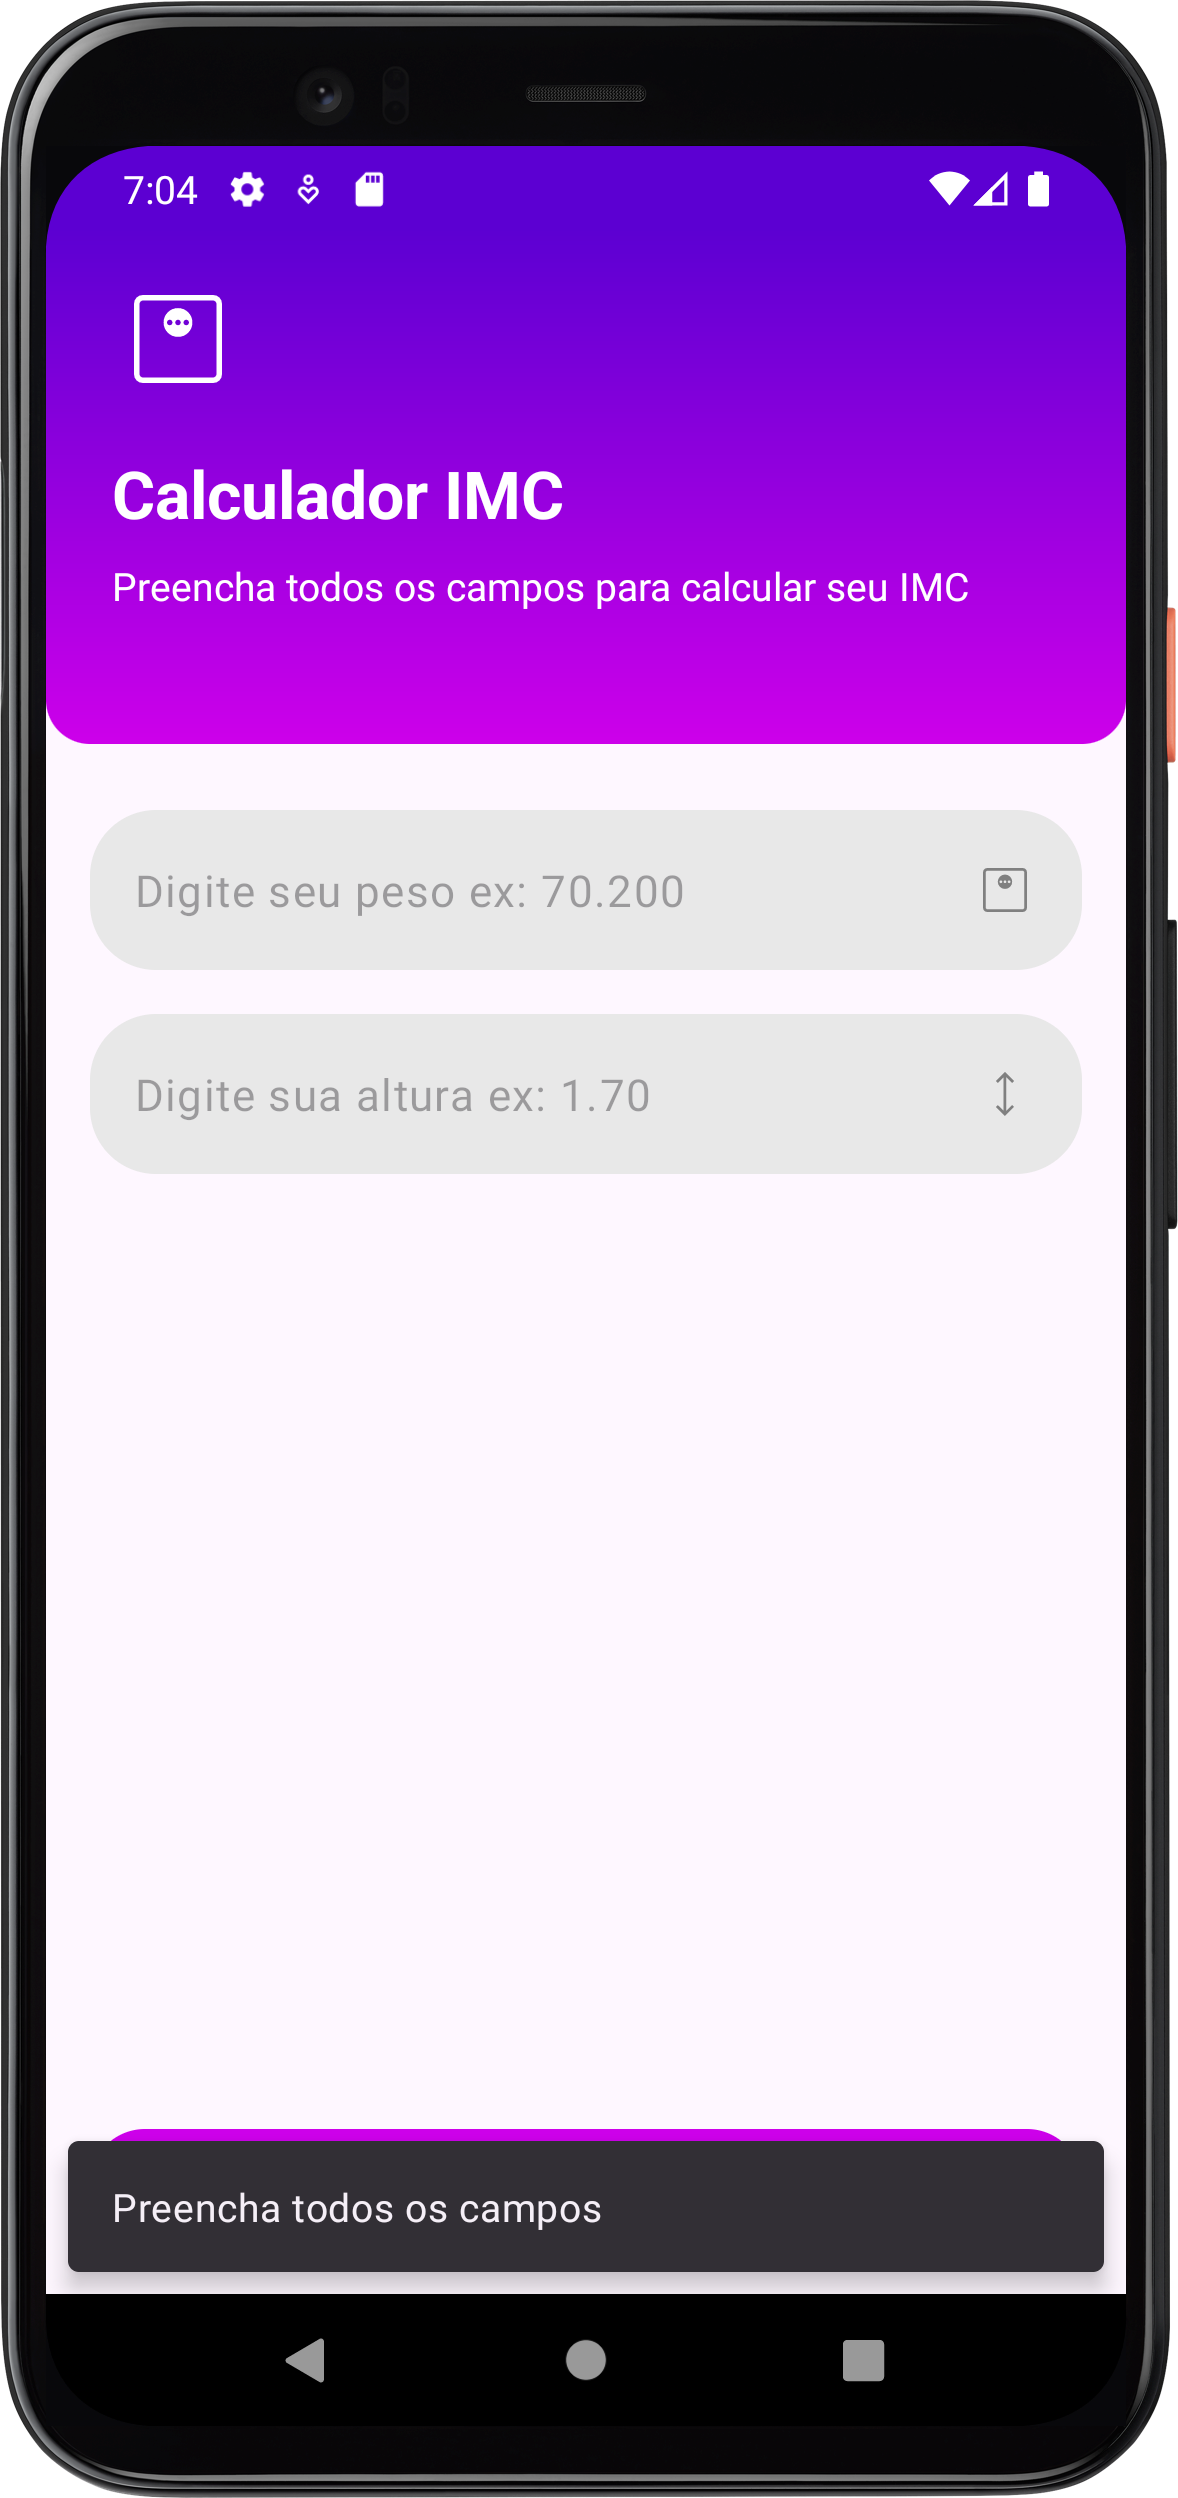 7:04
Calculador IMC
Preencha todos os campos para calcular seu IMC
Digite seu peso ex: 70.200
Digite sua altura ex: 1.70
Preencha todos os campos